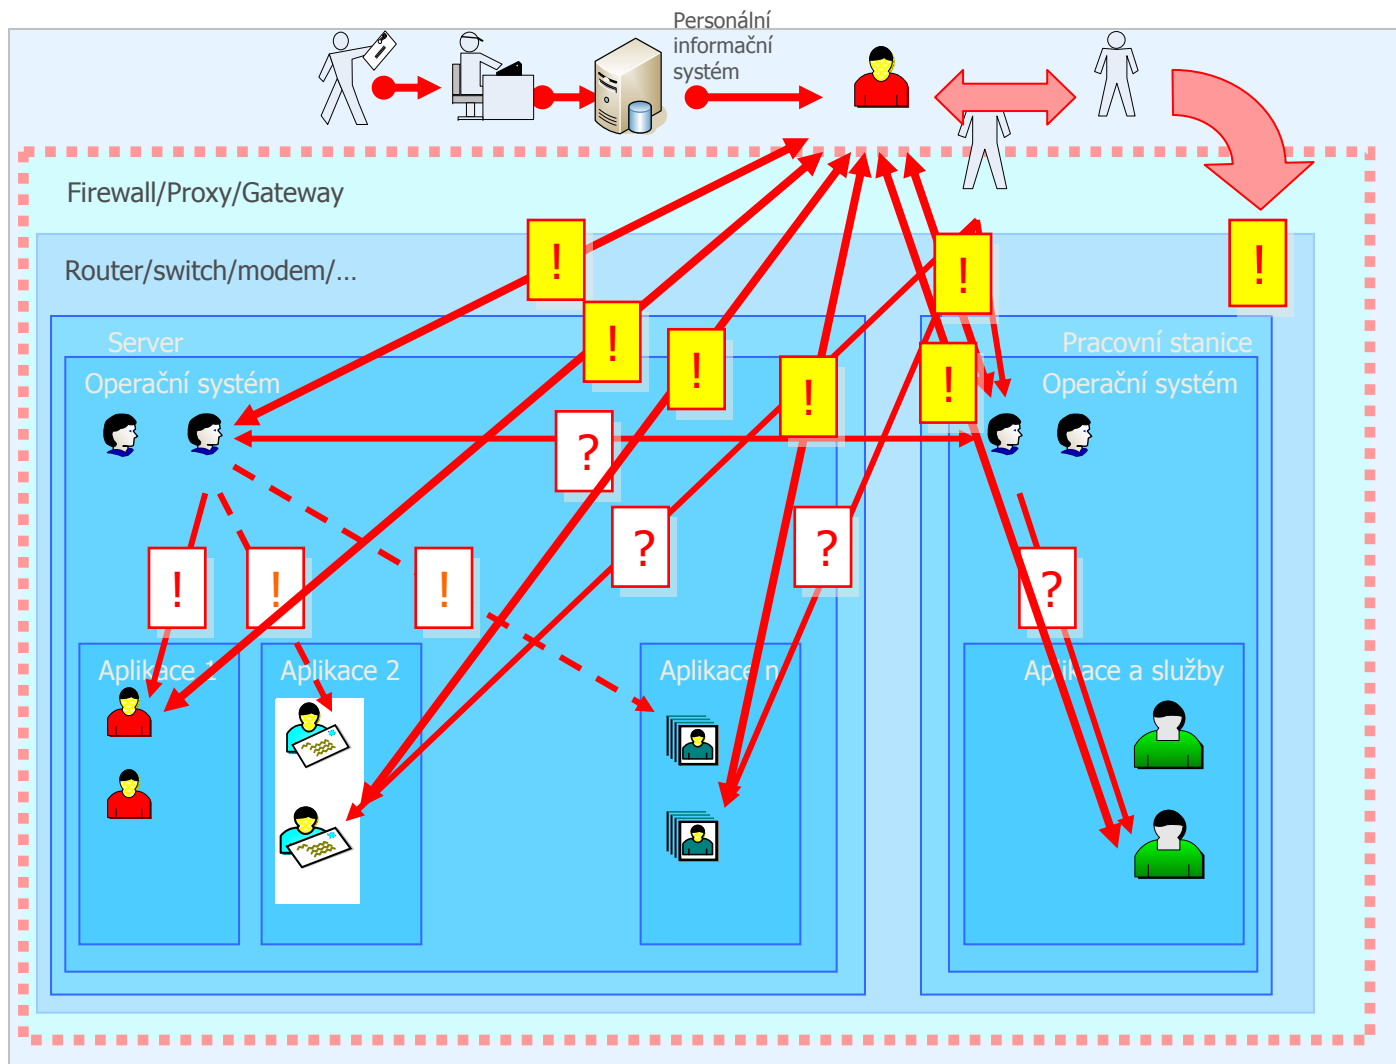 Personální
informační
systém
Firewall/Proxy/Gateway
Router/switch/modem/…
!
!
!
!
!
!
!
!
Server
Pracovní stanice
Operační systém
Operační systém
?
?
?
!
!
!
?
Aplikace 1
Aplikace 2
Aplikace n
Aplikace a služby